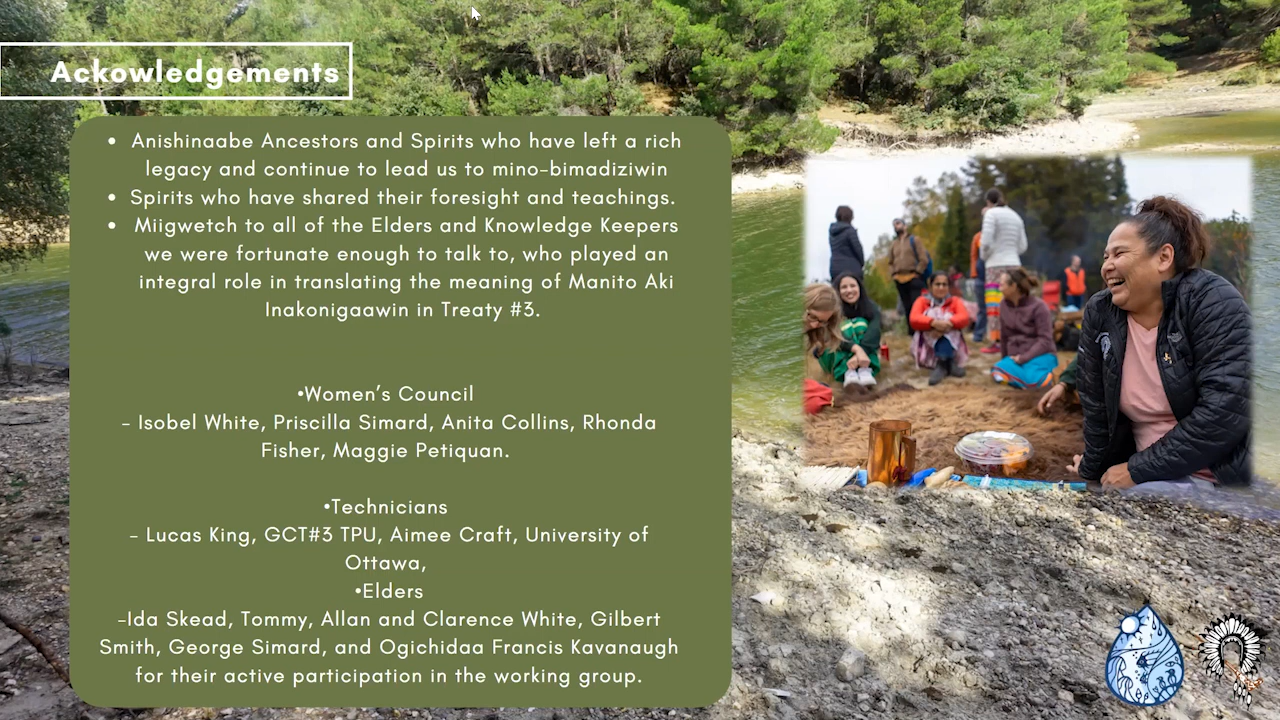 Ackowledgements
• Anishinaabe Ancestors and Spirits who have left a rich
legacy and continue to lead us to mino-bimadiziwin
• Spirits who have shared their foresight and teachings.
• Miigwetch to all of the Elders and Knowledge Keepers
we were fortunate enough to talk to, who played an
integral role in translating the meaning of Manito Aki
Inakonigaawin in Treaty #3.
•Women's Council
- Isobel White, Priscilla Simard, Anita Collins, Rhonda
Fisher, Maggie Petiquan.
•Technicians
- Lucas King, GCT#3 TPU, Aimee Craft, University of
Ottawa,
•Elders
-Ida Skead, Tommy, Allan and Clarence White, Gilbert
Smith, George Simard, and Ogichidaa Francis Kavanaugh
for their active participation in the working group.